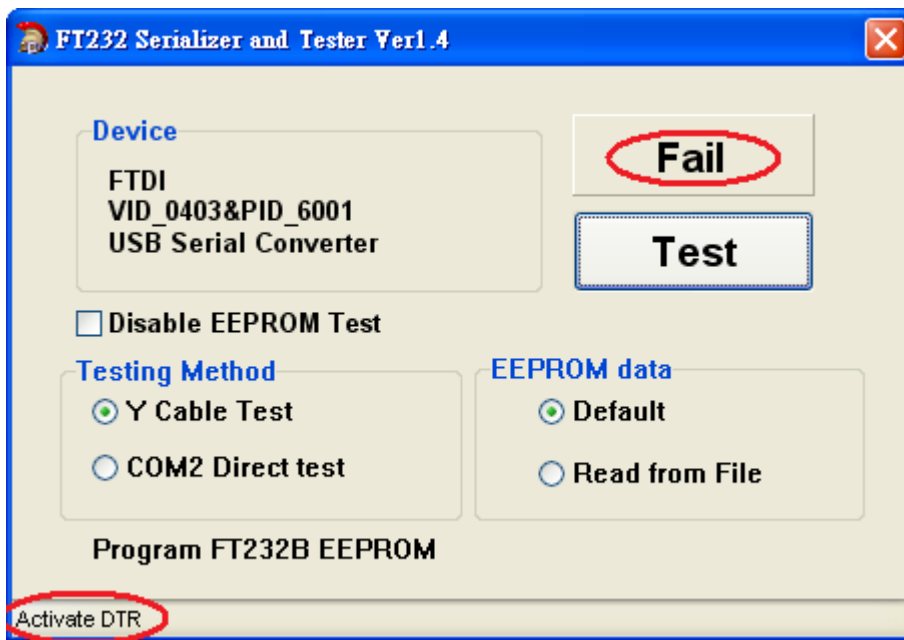 FT232 Serializer and Tester Ver1.4
Device
FTDI
VID_0403&PID_6001
USB Serial Converter
Fail
Test
Disable EEPROM Test
Testing Method
Y Cable Test
COM2 Direct test
EEPROM data
Default
Read from File
Program FT232B EEPROM
Activate DTR